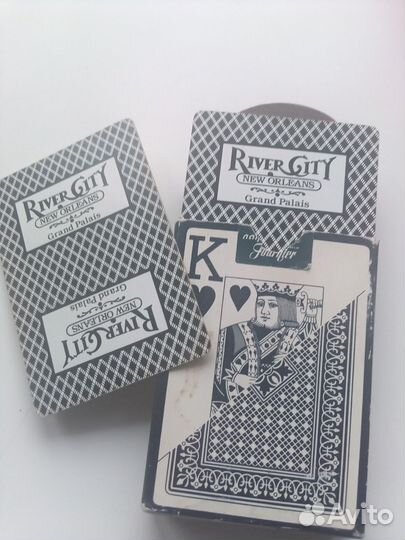 RIVER CITY
NEW ORLEANS
Grand Palais
RIVER CITY
NEW ORLEANS
Grand Palais
RIVER CITY
NEW ORLEANS
Grand Palais
Fournier
K
Avito